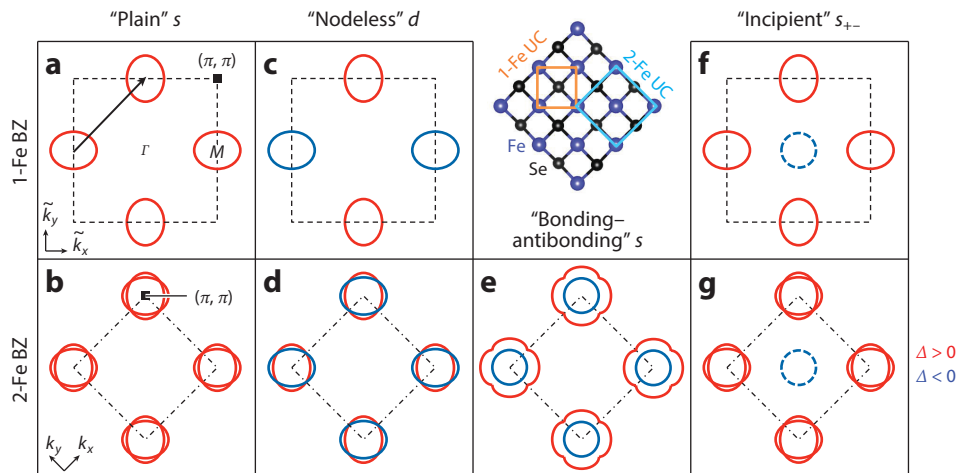 “Plain” s
“Nodeless” d
“Incipient” s+−
1-Fe BZ
a
(π, π)
Γ
M
k̃y
k̃x
c
1-Fe UC
2-Fe UC
Fe
Se
“Bonding–
antibonding” s
f
2-Fe BZ
b
(π, π)
ky
kx
d
e
g
Δ > 0
Δ < 0